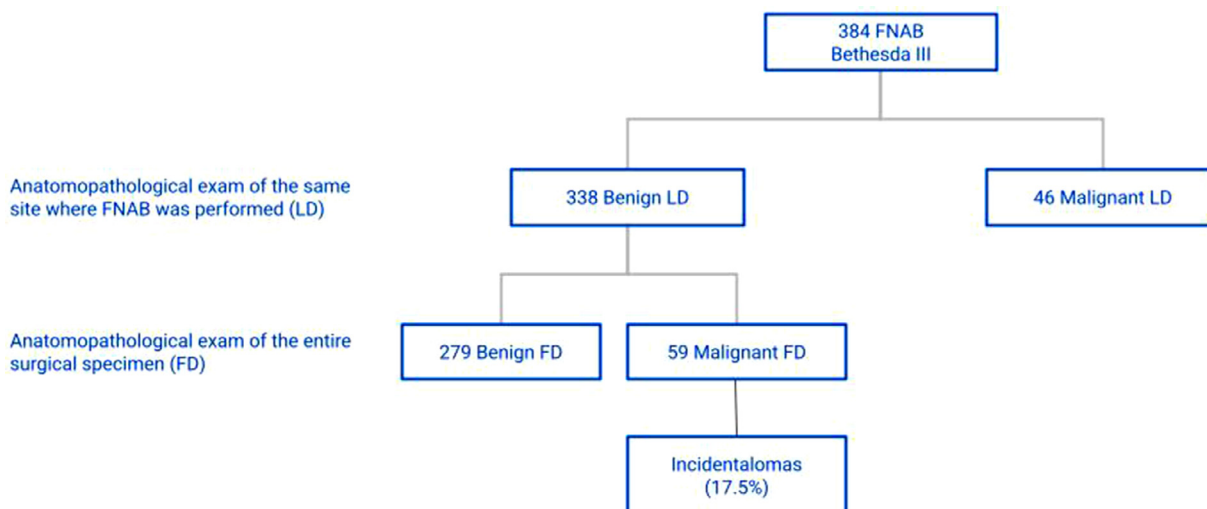 384 FNAB
Bethesda III
Anatomopathological exam of the same
site where FNAB was performed (LD)
338 Benign LD
46 Malignant LD
Anatomopathological exam of the entire
surgical specimen (FD)
279 Benign FD
59 Malignant FD
Incidentalomas
(17.5%)